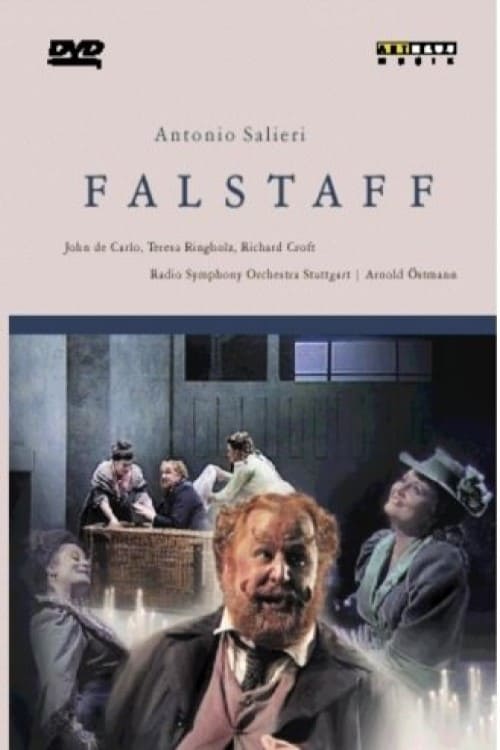 DVD
ARTHAUS
MUSIK
Antonio Salieri
FALSTAFF
John de Carlo, Teresa Ringholz, Richard Croft
Radio Symphony Orchestra Stuttgart | Arnold Östmann